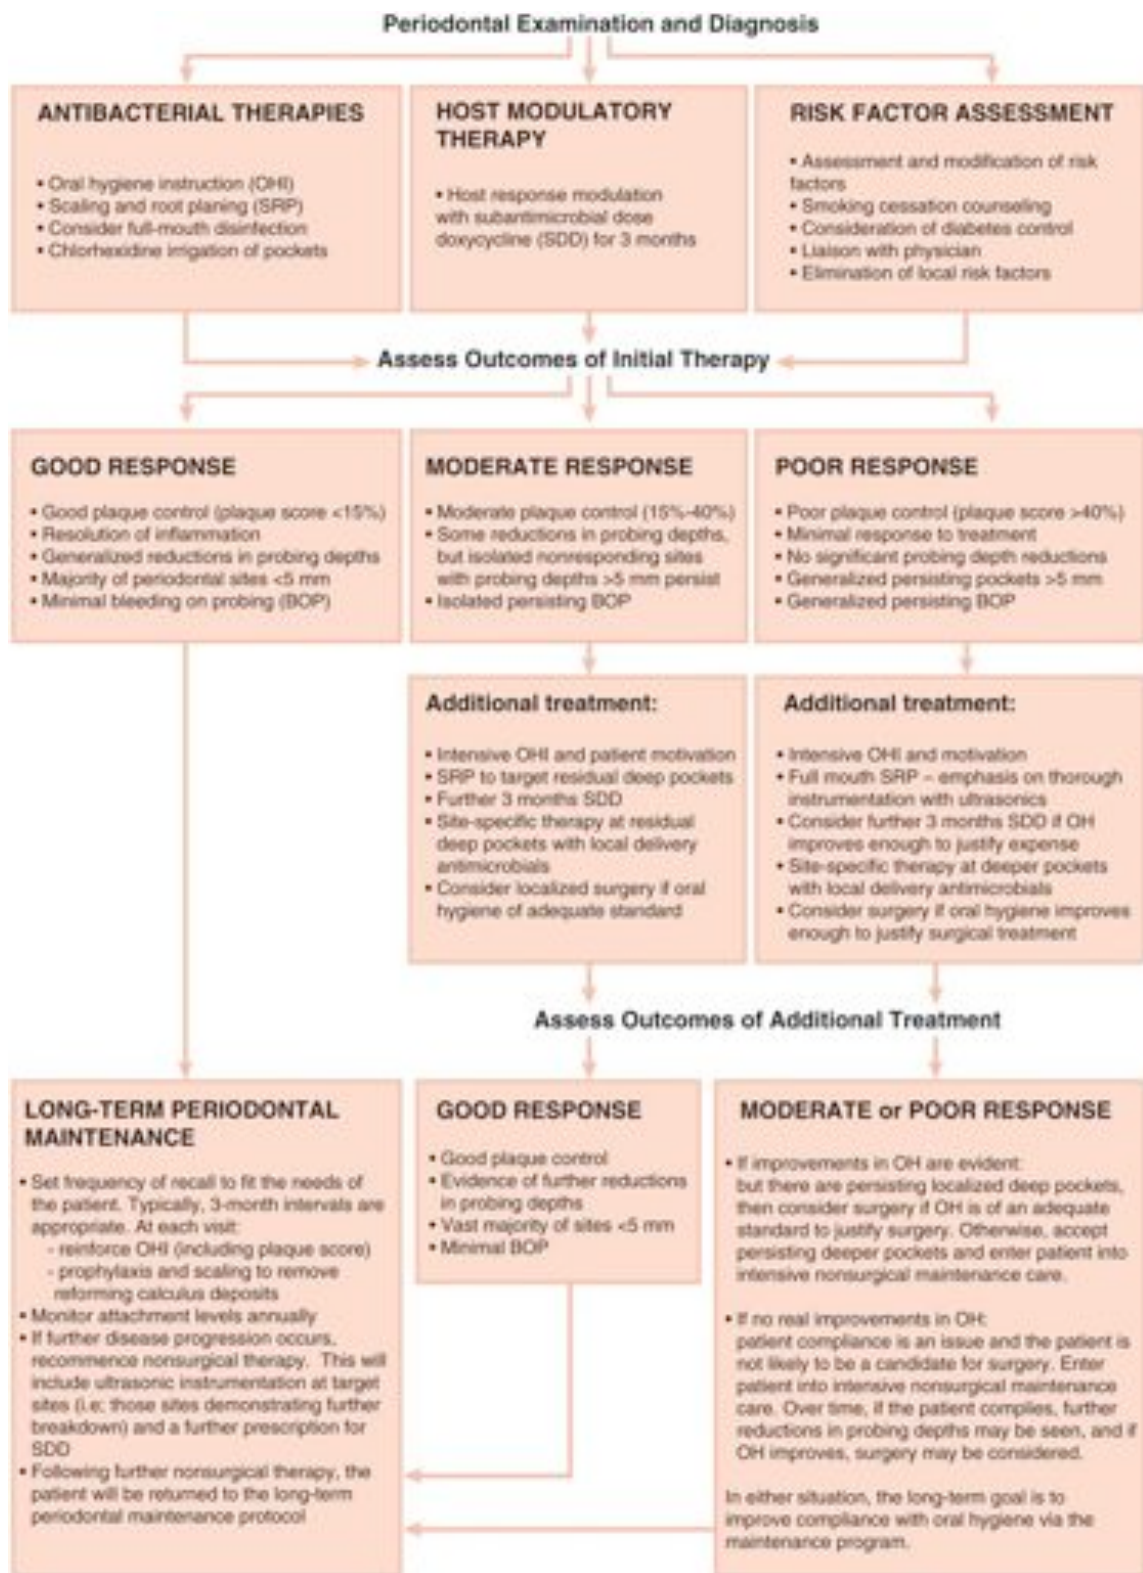 Periodontal Examination and Diagnosis
ANTIBACTERIAL THERAPIES
• Oral hygiene instruction (OHI)
• Scaling and root planing (SRP)
• Consider full-mouth disinfection
• Chlorhexidine irrigation of pockets
HOST MODULATORY
THERAPY
• Host response modulation
with subantimicrobial dose
doxycycline (SDD) for 3 months
RISK FACTOR ASSESSMENT
• Assessment and modification of risk
factors
• Smoking cessation counseling
• Consideration of diabetes control
• Liaison with physician
• Elimination of local risk factors
Assess Outcomes of Initial Therapy
GOOD RESPONSE
• Good plaque control (plaque score <15%)
• Resolution of inflammation
• Generalized reductions in probing depths
• Majority of periodontal sites <5 mm
• Minimal bleeding on probing (BOP)
MODERATE RESPONSE
• Moderate plaque control (15%-40%)
• Some reductions in probing depths,
but isolated nonresponding sites
with probing depths >5 mm persist
• Isolated persisting BOP
POOR RESPONSE
• Poor plaque control (plaque score >40%)
• Minimal response to treatment
• No significant probing depth reductions
• Generalized persisting pockets >5 mm
• Generalized persisting BOP
Additional treatment:
• Intensive OHI and patient motivation
• SRP to target residual deep pockets
• Further 3 months SDD
• Site-specific therapy at residual
deep pockets with local delivery
antimicrobials
• Consider localized surgery if oral
hygiene of adequate standard
Additional treatment:
• Intensive OHI and motivation
• Full mouth SRP – emphasis on thorough
instrumentation with ultrasonics
• Consider further 3 months SDD if OH
improves enough to justify expense
• Site-specific therapy at deeper pockets
with local delivery antimicrobials
• Consider surgery if oral hygiene improves
enough to justify surgical treatment
Assess Outcomes of Additional Treatment
LONG-TERM PERIODONTAL
MAINTENANCE
• Set frequency of recall to fit the needs of
the patient. Typically, 3-month intervals are
appropriate. At each visit:
- reinforce OHI (including plaque score)
- prophylaxis and scaling to remove
reforming calculus deposits
• Monitor attachment levels annually
• If further disease progression occurs,
recommence nonsurgical therapy. This will
include ultrasonic instrumentation at target
sites (i.e; those sites demonstrating further
breakdown) and a further prescription for
SDD
• Following further nonsurgical therapy, the
patient will be returned to the long-term
periodontal maintenance protocol
GOOD RESPONSE
• Good plaque control
• Evidence of further reductions
in probing depths
• Vast majority of sites <5 mm
• Minimal BOP
MODERATE or POOR RESPONSE
• If improvements in OH are evident:
but there are persisting localized deep pockets,
then consider surgery if OH is of an adequate
standard to justify surgery. Otherwise, accept
persisting deeper pockets and enter patient into
intensive nonsurgical maintenance care.
• If no real improvements in OH:
patient compliance is an issue and the patient is
not likely to be a candidate for surgery. Enter
patient into intensive nonsurgical maintenance
care. Over time, if the patient complies, further
reductions in probing depths may be seen, and if
OH improves, surgery may be considered.
In either situation, the long-term goal is to
improve compliance with oral hygiene via the
maintenance program.